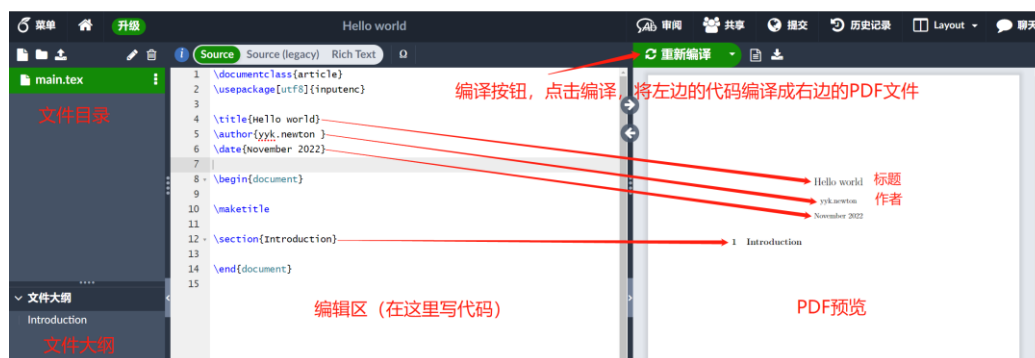 菜单 升级 Hello world 审阅 共享 提交 历史记录 Layout 聊天
Source Source (legacy) Rich Text Ω 重新编译
main.tex
文件目录
1 \documentclass{article}
2 \usepackage[utf8]{inputenc}
3
4 \title{Hello world}
5 \author{yyk.newton }
6 \date{November 2022}
7
8 \begin{document}
9
10 \maketitle
11
12 \section{Introduction}
13
14 \end{document}
15
编辑区（在这里写代码）
文件大纲
Introduction
文件大纲
编译按钮，点击编译，将左边的代码编译成右边的PDF文件
Hello world 标题
yyk.newton 作者
November 2022
1 Introduction
PDF预览